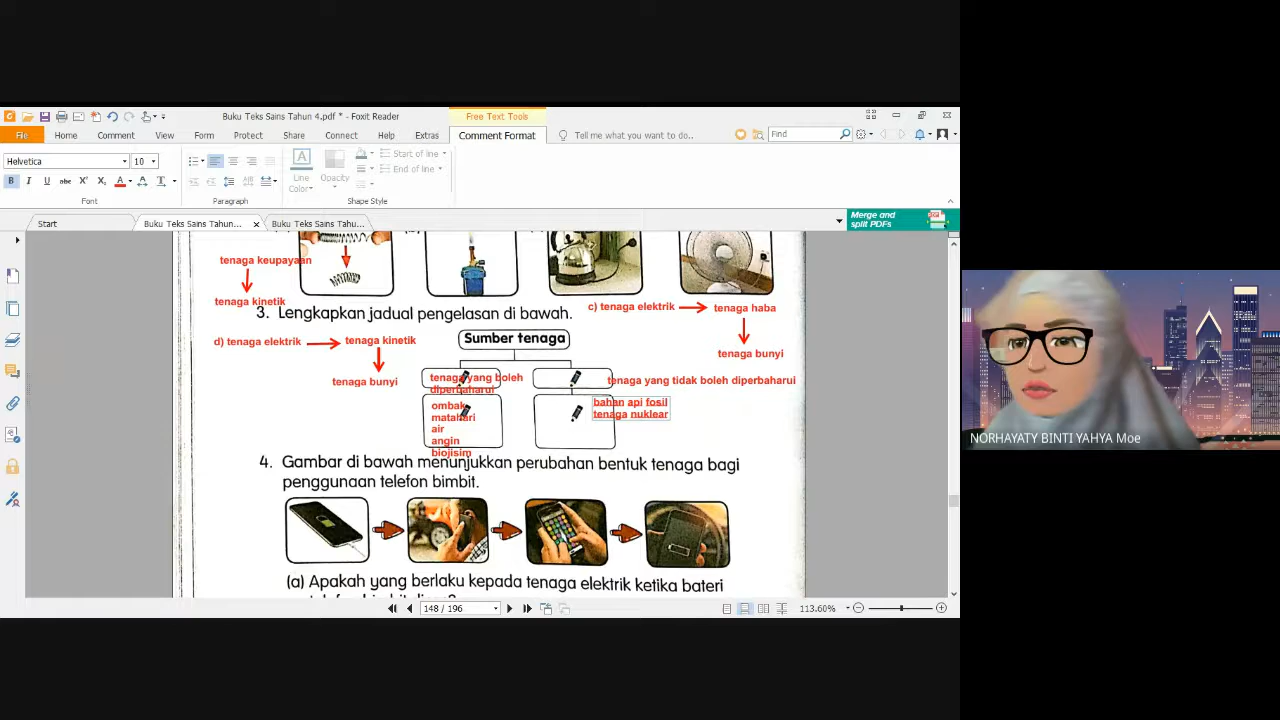 Buku Teks Sains Tahun 4.pdf * - Foxit Reader
Free Text Tools
File Home Comment View Form Protect Share Connect Help Extras Comment Format Tell me what you want to do.. Find
Helvetica 10
Start of line
End of line
Line Color
Opacity
B I U abc X² X₂ A A T
Font Paragraph Shape Style
Start Buku Teks Sains Tahun... Buku Teks Sains Tahu...
Merge and split PDFs
tenaga keupayaan
tenaga kinetik
3. Lengkapkan jadual pengelasan di bawah.
c) tenaga elektrik tenaga haba
tenaga bunyi
d) tenaga elektrik tenaga kinetik
tenaga bunyi
Sumber tenaga
tenaga yang boleh
diperbaharui
tenaga yang tidak boleh diperbaharui
ombak
matahari
air
angin
biojisim
bahan api fosil
tenaga nuklear
4. Gambar di bawah menunjukkan perubahan bentuk tenaga bagi
penggunaan telefon bimbit.
(a) Apakah yang berlaku kepada tenaga elektrik ketika bateri
148 / 196
113.60%
NORHAYATY BINTI YAHYA Moe